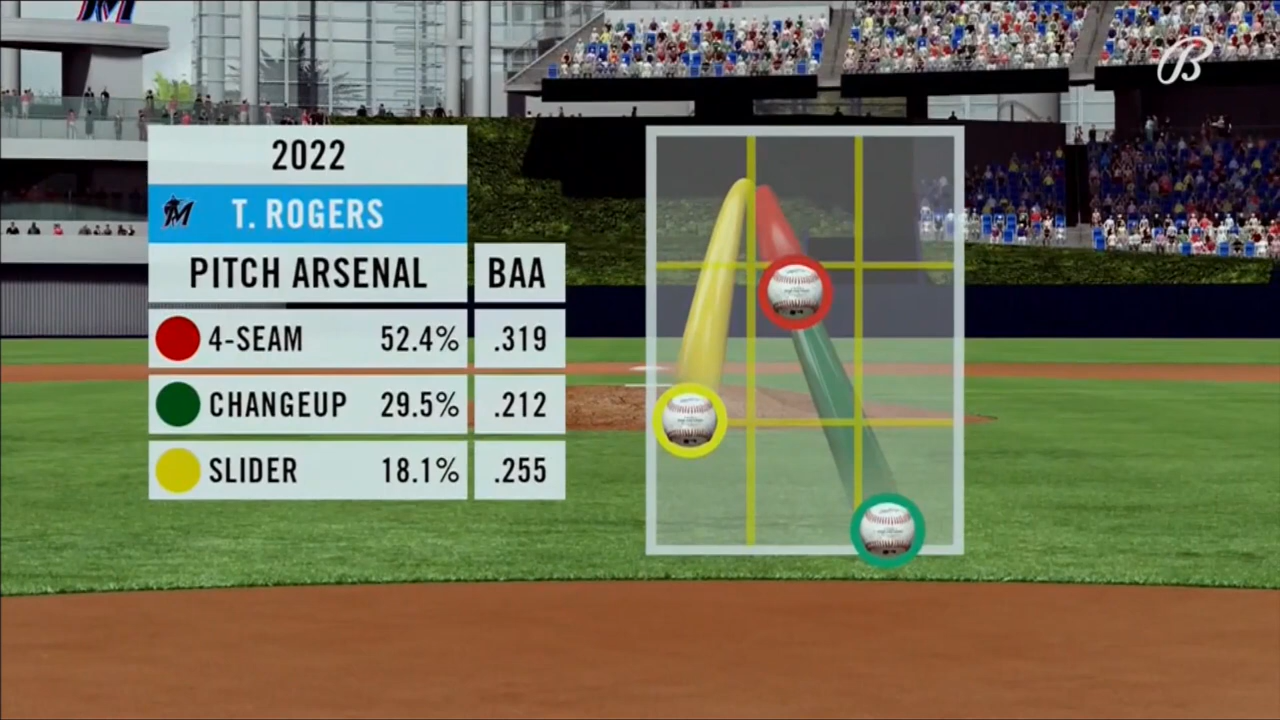 2022
T. ROGERS
PITCH ARSENAL BAA
4-SEAM 52.4% .319
CHANGEUP 29.5% .212
SLIDER 18.1% .255
B